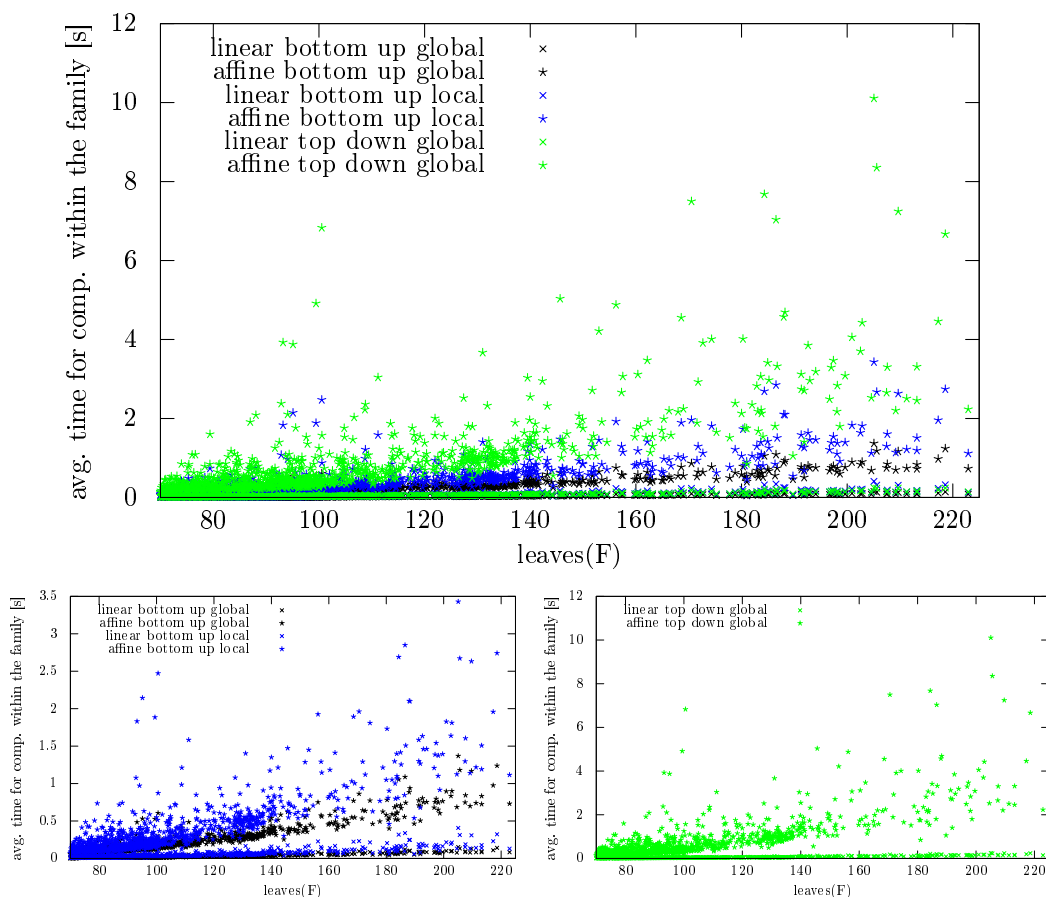 avg. time for comp. within the family [s]
12
10
8
6
4
2
0
linear bottom up global
affine bottom up global
linear bottom up local
affine bottom up local
linear top down global
affine top down global
80 100 120 140 160 180 200 220
leaves(F)
avg. time for comp. within the family [s]
3.5
3
2.5
2
1.5
1
0.5
0
linear bottom up global
affine bottom up global
linear bottom up local
affine bottom up local
80 100 120 140 160 180 200 220
leaves(F)
avg. time for comp. within the family [s]
12
10
8
6
4
2
0
linear top down global
affine top down global
80 100 120 140 160 180 200 220
leaves(F)